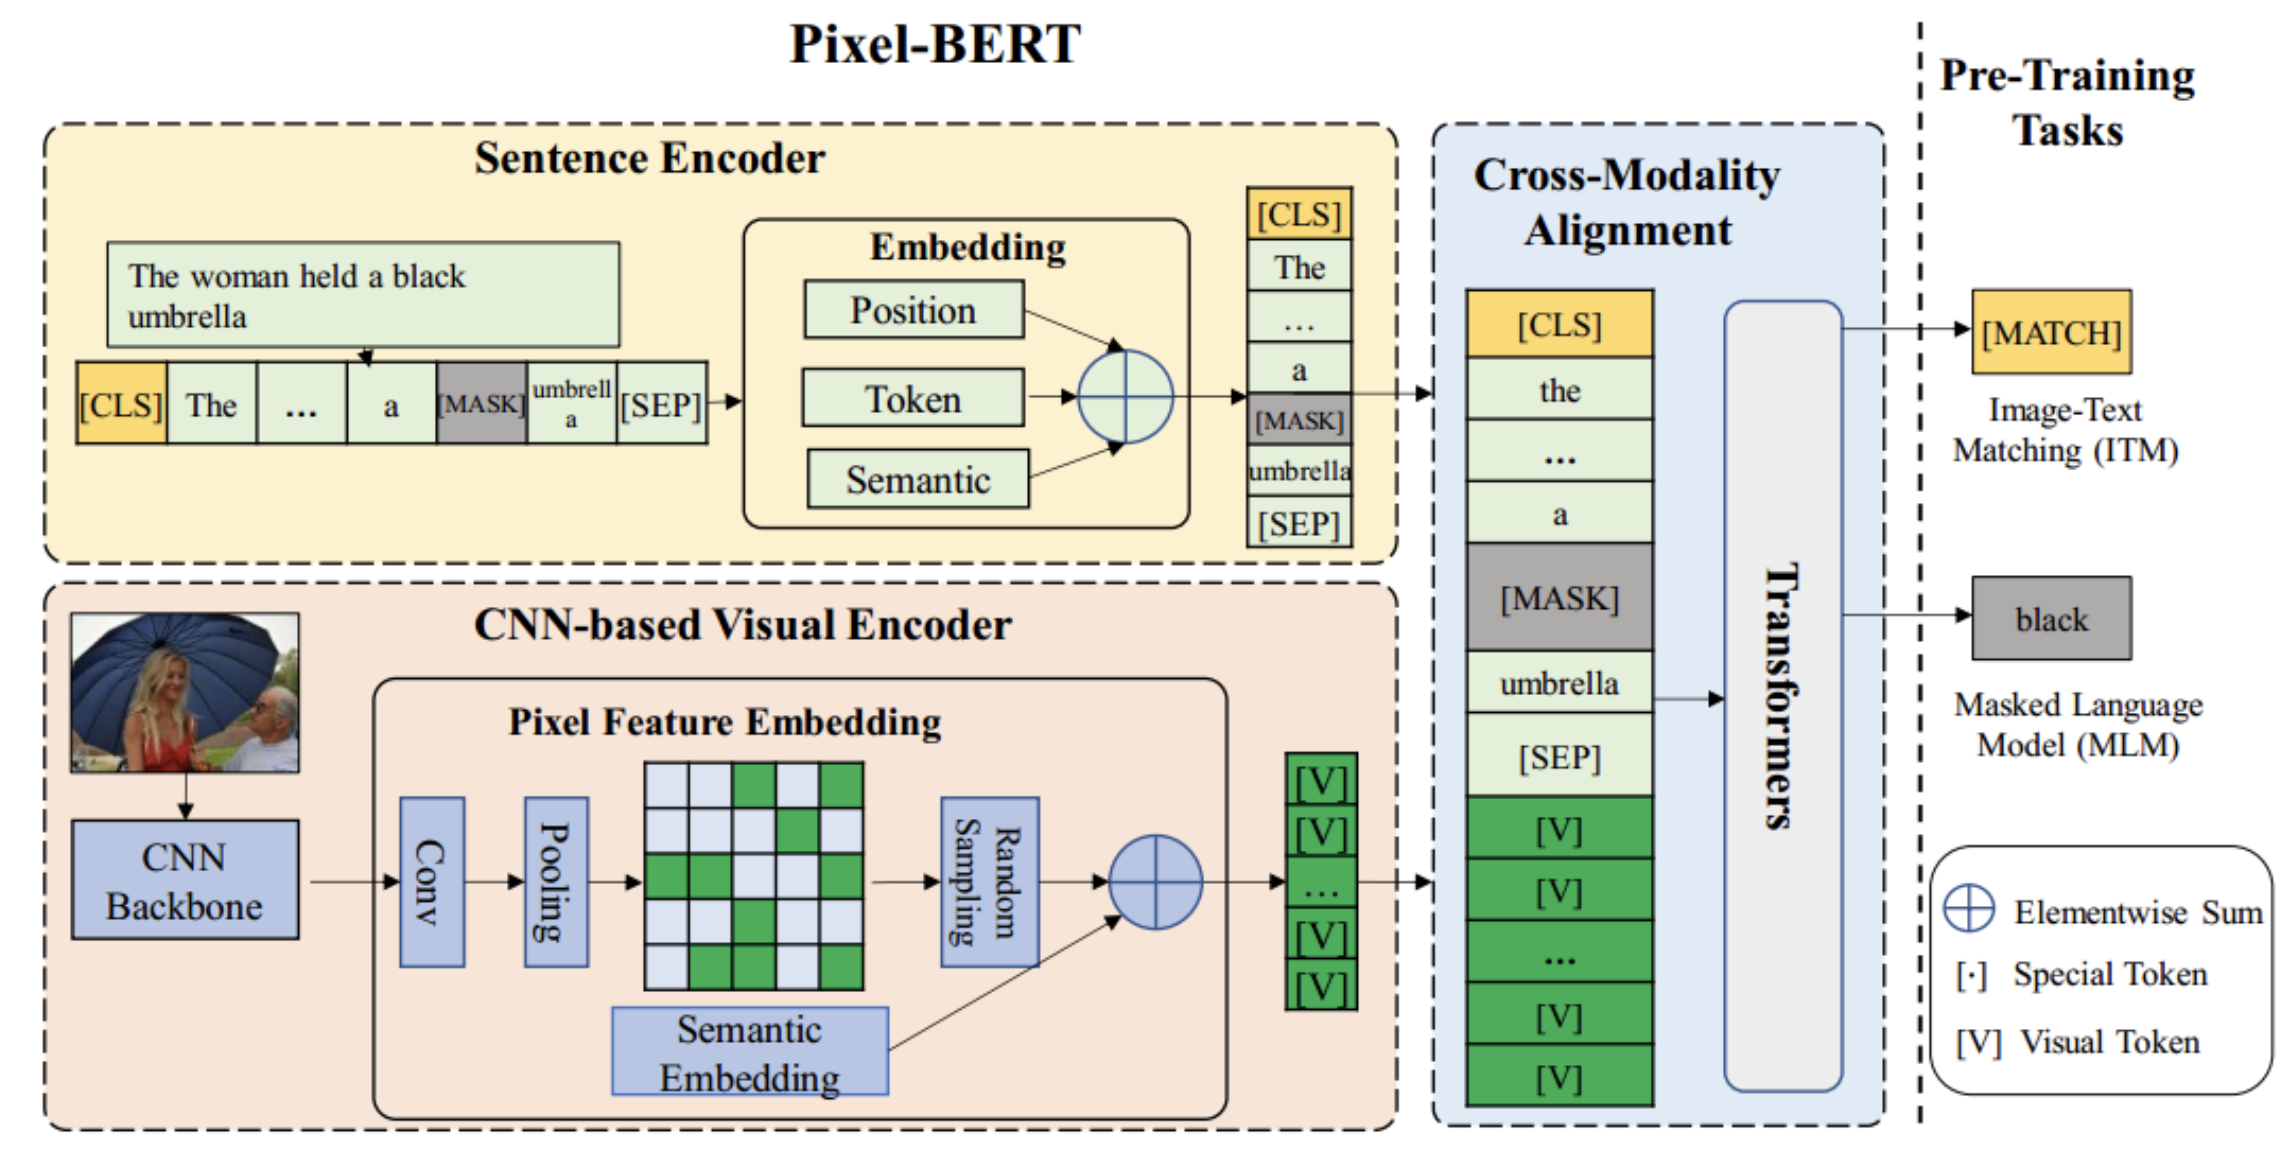 Pixel-BERT
Sentence Encoder
The woman held a black
umbrella
[CLS] The ... a [MASK] umbrell
a [SEP]
Embedding
Position
Token
Semantic
[CLS]
The
...
a
[MASK]
umbrella
[SEP]
CNN-based Visual Encoder
CNN
Backbone
Pixel Feature Embedding
Conv
Pooling
Random
Sampling
Semantic
Embedding
[V]
[V]
...
[V]
[V]
Cross-Modality
Alignment
[CLS]
the
...
a
[MASK]
umbrella
[SEP]
[V]
[V]
...
[V]
[V]
Transformers
Pre-Training
Tasks
[MATCH]
Image-Text
Matching (ITM)
black
Masked Language
Model (MLM)
Elementwise Sum
[·] Special Token
[V] Visual Token